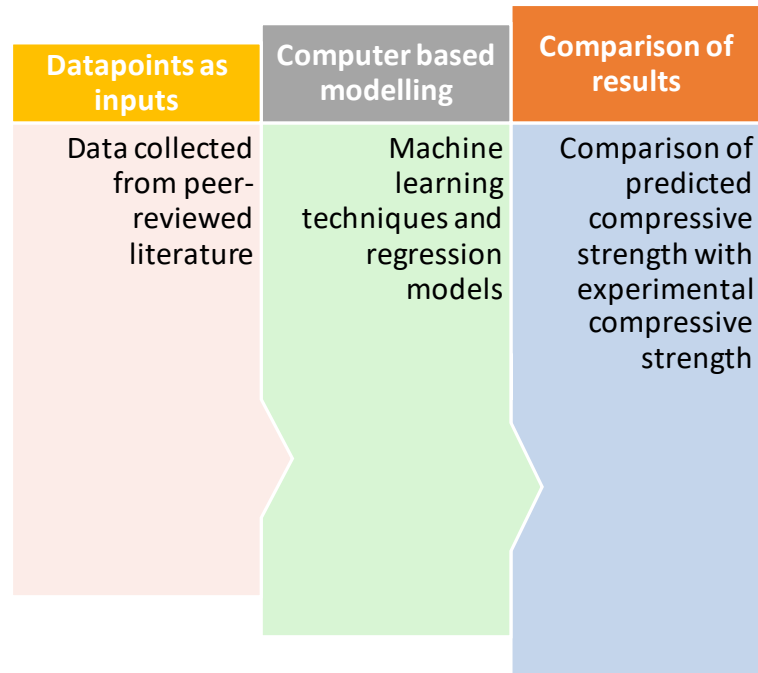 Datapoints as
inputs
Data collected
from peer-
reviewed
literature
Computer based
modelling
Machine
learning
techniques and
regression
models
Comparison of
results
Comparison of
predicted
compressive
strength with
experimental
compressive
strength